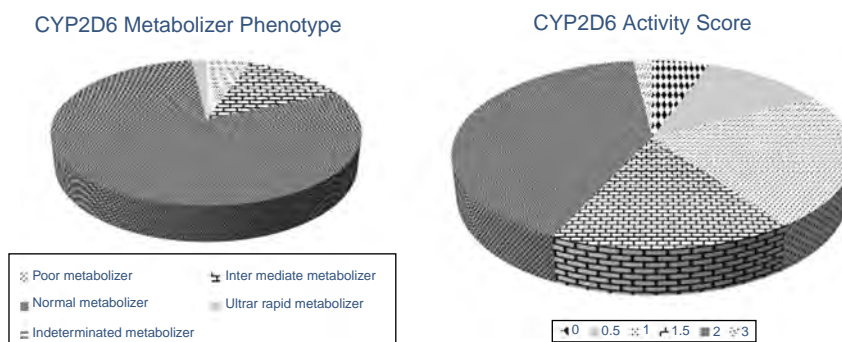 CYP2D6 Metabolizer Phenotype
CYP2D6 Activity Score
Poor metabolizer
Inter mediate metabolizer
Normal metabolizer
Ultrar rapid metabolizer
Indeterminated metabolizer
0 0.5 1 1.5 2 3